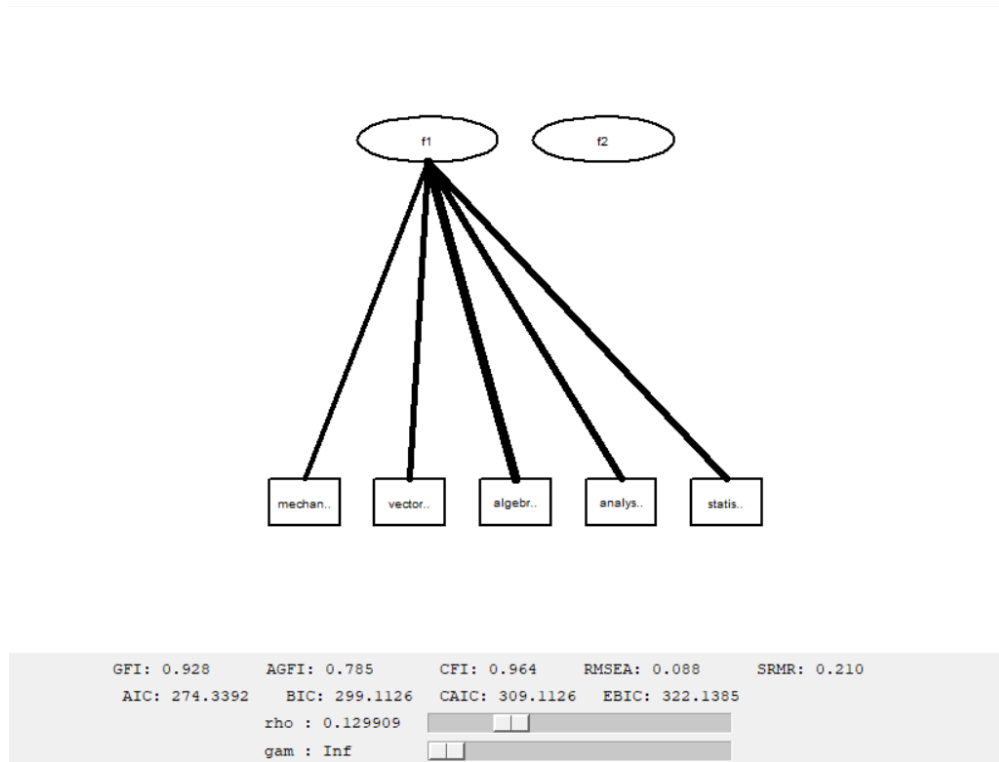 f1 f2
mechan.. vector.. algebr.. analys.. statis..
GFI: 0.928 AGFI: 0.785 CFI: 0.964 RMSEA: 0.088 SRMR: 0.210
AIC: 274.3392 BIC: 299.1126 CAIC: 309.1126 EBIC: 322.1385
rho : 0.129909
gam : Inf